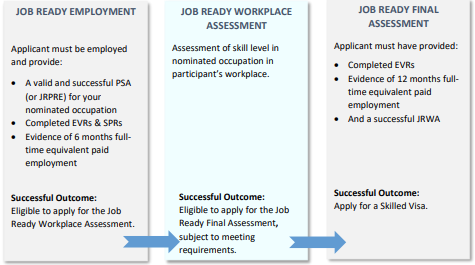 JOB READY EMPLOYMENT
Applicant must be employed
and provide:
• A valid and successful PSA
(or JRPRE) for your
nominated occupation
• Completed EVRs & SPRs
• Evidence of 6 months full-
time equivalent paid
employment
Successful Outcome:
Eligible to apply for the Job
Ready Workplace Assessment.
JOB READY WORKPLACE
ASSESSMENT
Assessment of skill level in
nominated occupation in
participant’s workplace.
Successful Outcome:
Eligible to apply for the Job
Ready Final Assessment,
subject to meeting
requirements.
JOB READY FINAL
ASSESSMENT
Applicant must have provided:
• Completed EVRs
• Evidence of 12 months full-
time equivalent paid
employment
• And a successful JRWA
Successful Outcome:
Apply for a Skilled Visa.